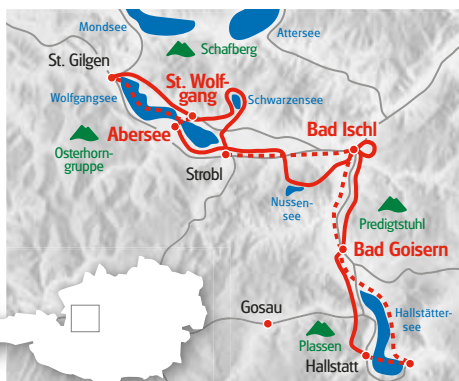 Mondsee
Attersee
Schafberg
St. Gilgen
St. Wolf-
gang
Wolfgangsee
Schwarzensee
Abersee
Bad Ischl
Osterhorn-
gruppe
Strobl
Nussen-
see
Predigtstuhl
Bad Goisern
Gosau
Hallstätter-
see
Plassen
Hallstatt